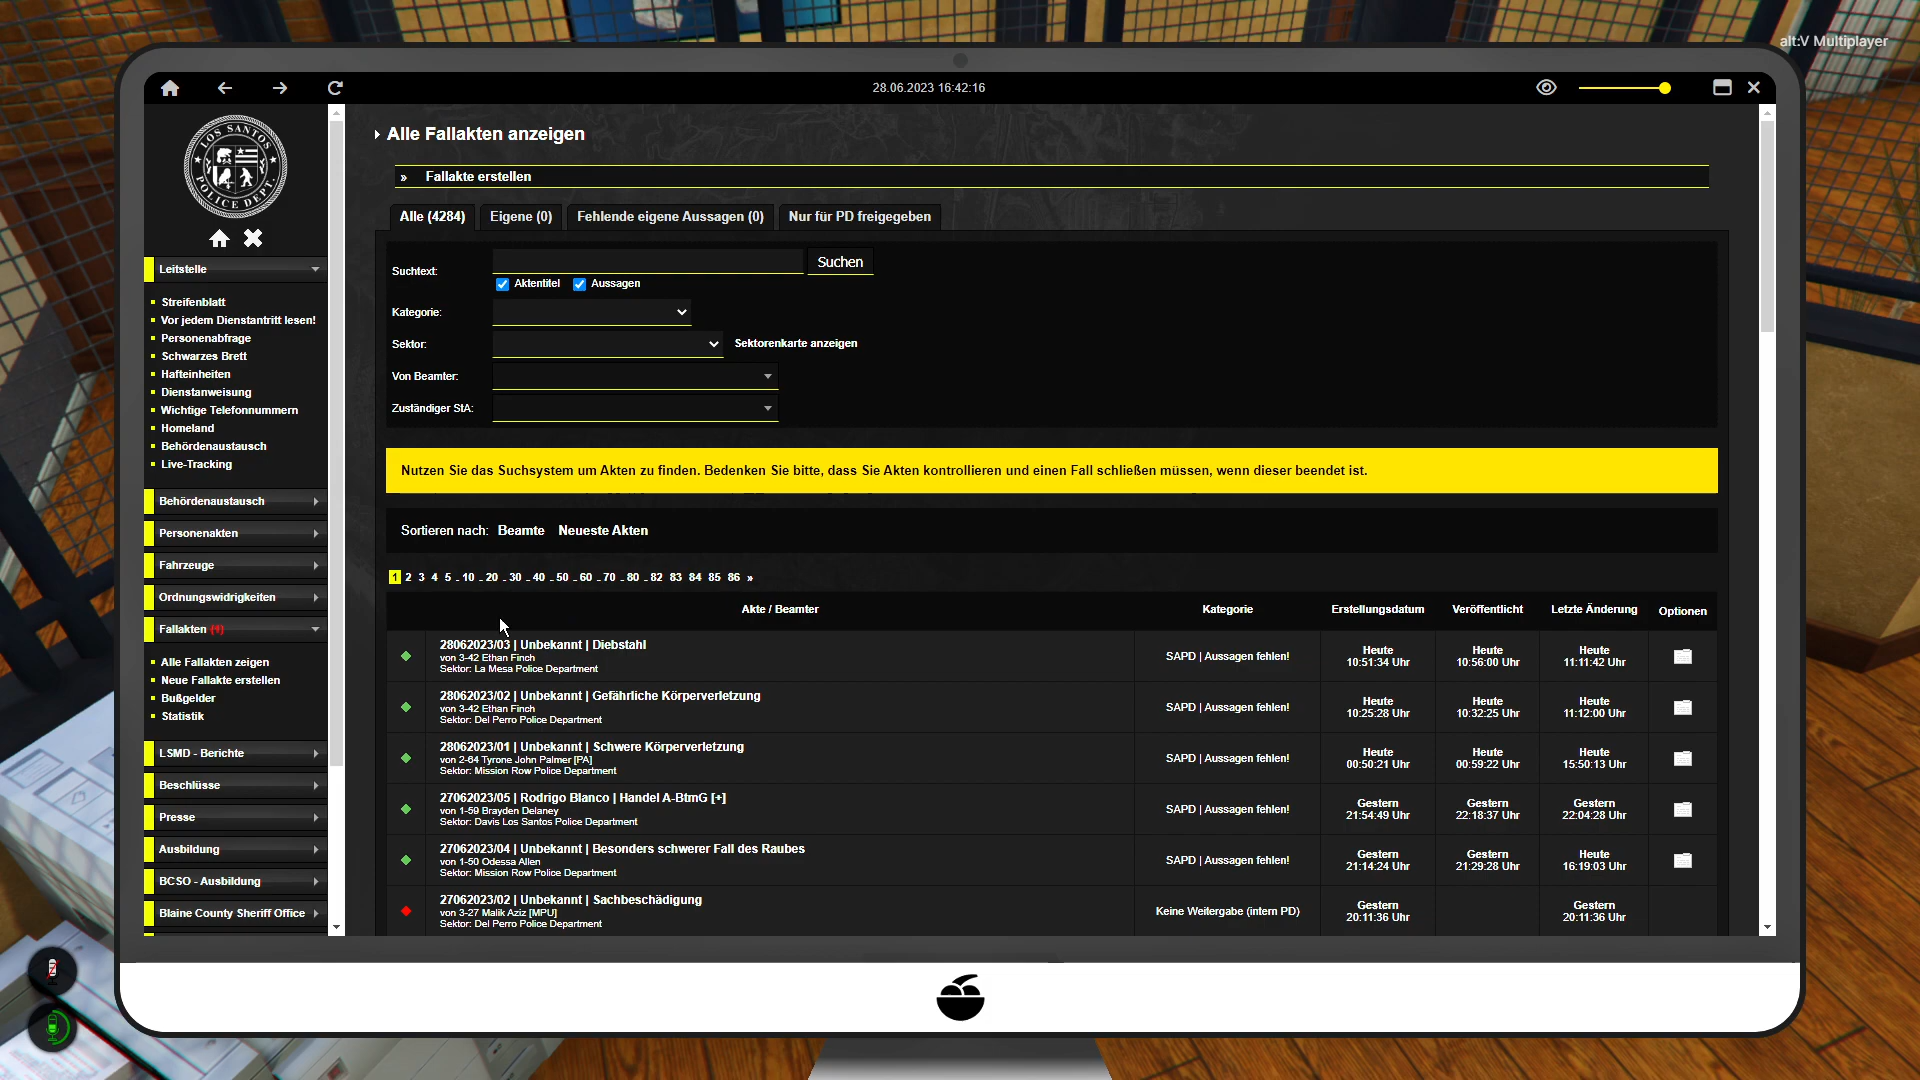 alt:V Multiplayer
28.06.2023 16:42:16
LOS SANTOS
POLICE DEPT.
Leitstelle
Streifenblatt
Vor jedem Dienstantritt lesen!
Personenabfrage
Schwarzes Brett
Hafteinheiten
Dienstanweisung
Wichtige Telefonnummern
Homeland
Behördenaustausch
Live-Tracking
Behördenaustausch
Personenakten
Fahrzeuge
Ordnungswidrigkeiten
Fallakten
Alle Fallakten zeigen
Neue Fallakte erstellen
Bußgelder
Statistik
LSMD - Berichte
Beschlüsse
Presse
Ausbildung
BCSO - Ausbildung
Blaine County Sheriff Office
Alle Fallakten anzeigen
» Fallakte erstellen
Alle (4284) Eigene (0) Fehlende eigene Aussagen (0) Nur für PD freigegeben
Suchtext: Suchen
Aktentitel Aussagen
Kategorie:
Sektor: Sektorenkarte anzeigen
Von Beamter:
Zuständiger StA:
Nutzen Sie das Suchsystem um Akten zu finden. Bedenken Sie bitte, dass Sie Akten kontrollieren und einen Fall schließen müssen, wenn dieser beendet ist.
Sortieren nach: Beamte Neueste Akten
1 2 3 4 5 .. 10 .. 20 .. 30 .. 40 .. 50 .. 60 .. 70 .. 80 .. 82 83 84 85 86 »
Akte / Beamter Kategorie Erstellungsdatum Veröffentlicht Letzte Änderung Optionen
28062023/03 | Unbekannt | Diebstahl
von 3-42 Ethan Finch
Sektor: La Mesa Police Department
SAPD | Aussagen fehlen!
Heute
10:51:34 Uhr
Heute
10:56:00 Uhr
Heute
11:11:42 Uhr
28062023/02 | Unbekannt | Gefährliche Körperverletzung
von 3-42 Ethan Finch
Sektor: Del Perro Police Department
SAPD | Aussagen fehlen!
Heute
10:25:28 Uhr
Heute
10:32:25 Uhr
Heute
11:12:00 Uhr
28062023/01 | Unbekannt | Schwere Körperverletzung
von 2-64 Tyrone John Palmer [PA]
Sektor: Mission Row Police Department
SAPD | Aussagen fehlen!
Heute
00:50:21 Uhr
Heute
00:59:22 Uhr
Heute
15:50:13 Uhr
27062023/05 | Rodrigo Blanco | Handel A-BtmG [+]
von 1-59 Brayden Delaney
Sektor: Davis Los Santos Police Department
SAPD | Aussagen fehlen!
Gestern
21:54:49 Uhr
Gestern
22:18:37 Uhr
Gestern
22:04:28 Uhr
27062023/04 | Unbekannt | Besonders schwerer Fall des Raubes
von 1-50 Odessa Allen
Sektor: Mission Row Police Department
SAPD | Aussagen fehlen!
Gestern
21:14:24 Uhr
Gestern
21:29:28 Uhr
Heute
16:19:03 Uhr
27062023/02 | Unbekannt | Sachbeschädigung
von 3-27 Malik Aziz [MPU]
Sektor: Del Perro Police Department
Keine Weitergabe (intern PD)
Gestern
20:11:36 Uhr
Gestern
20:11:36 Uhr